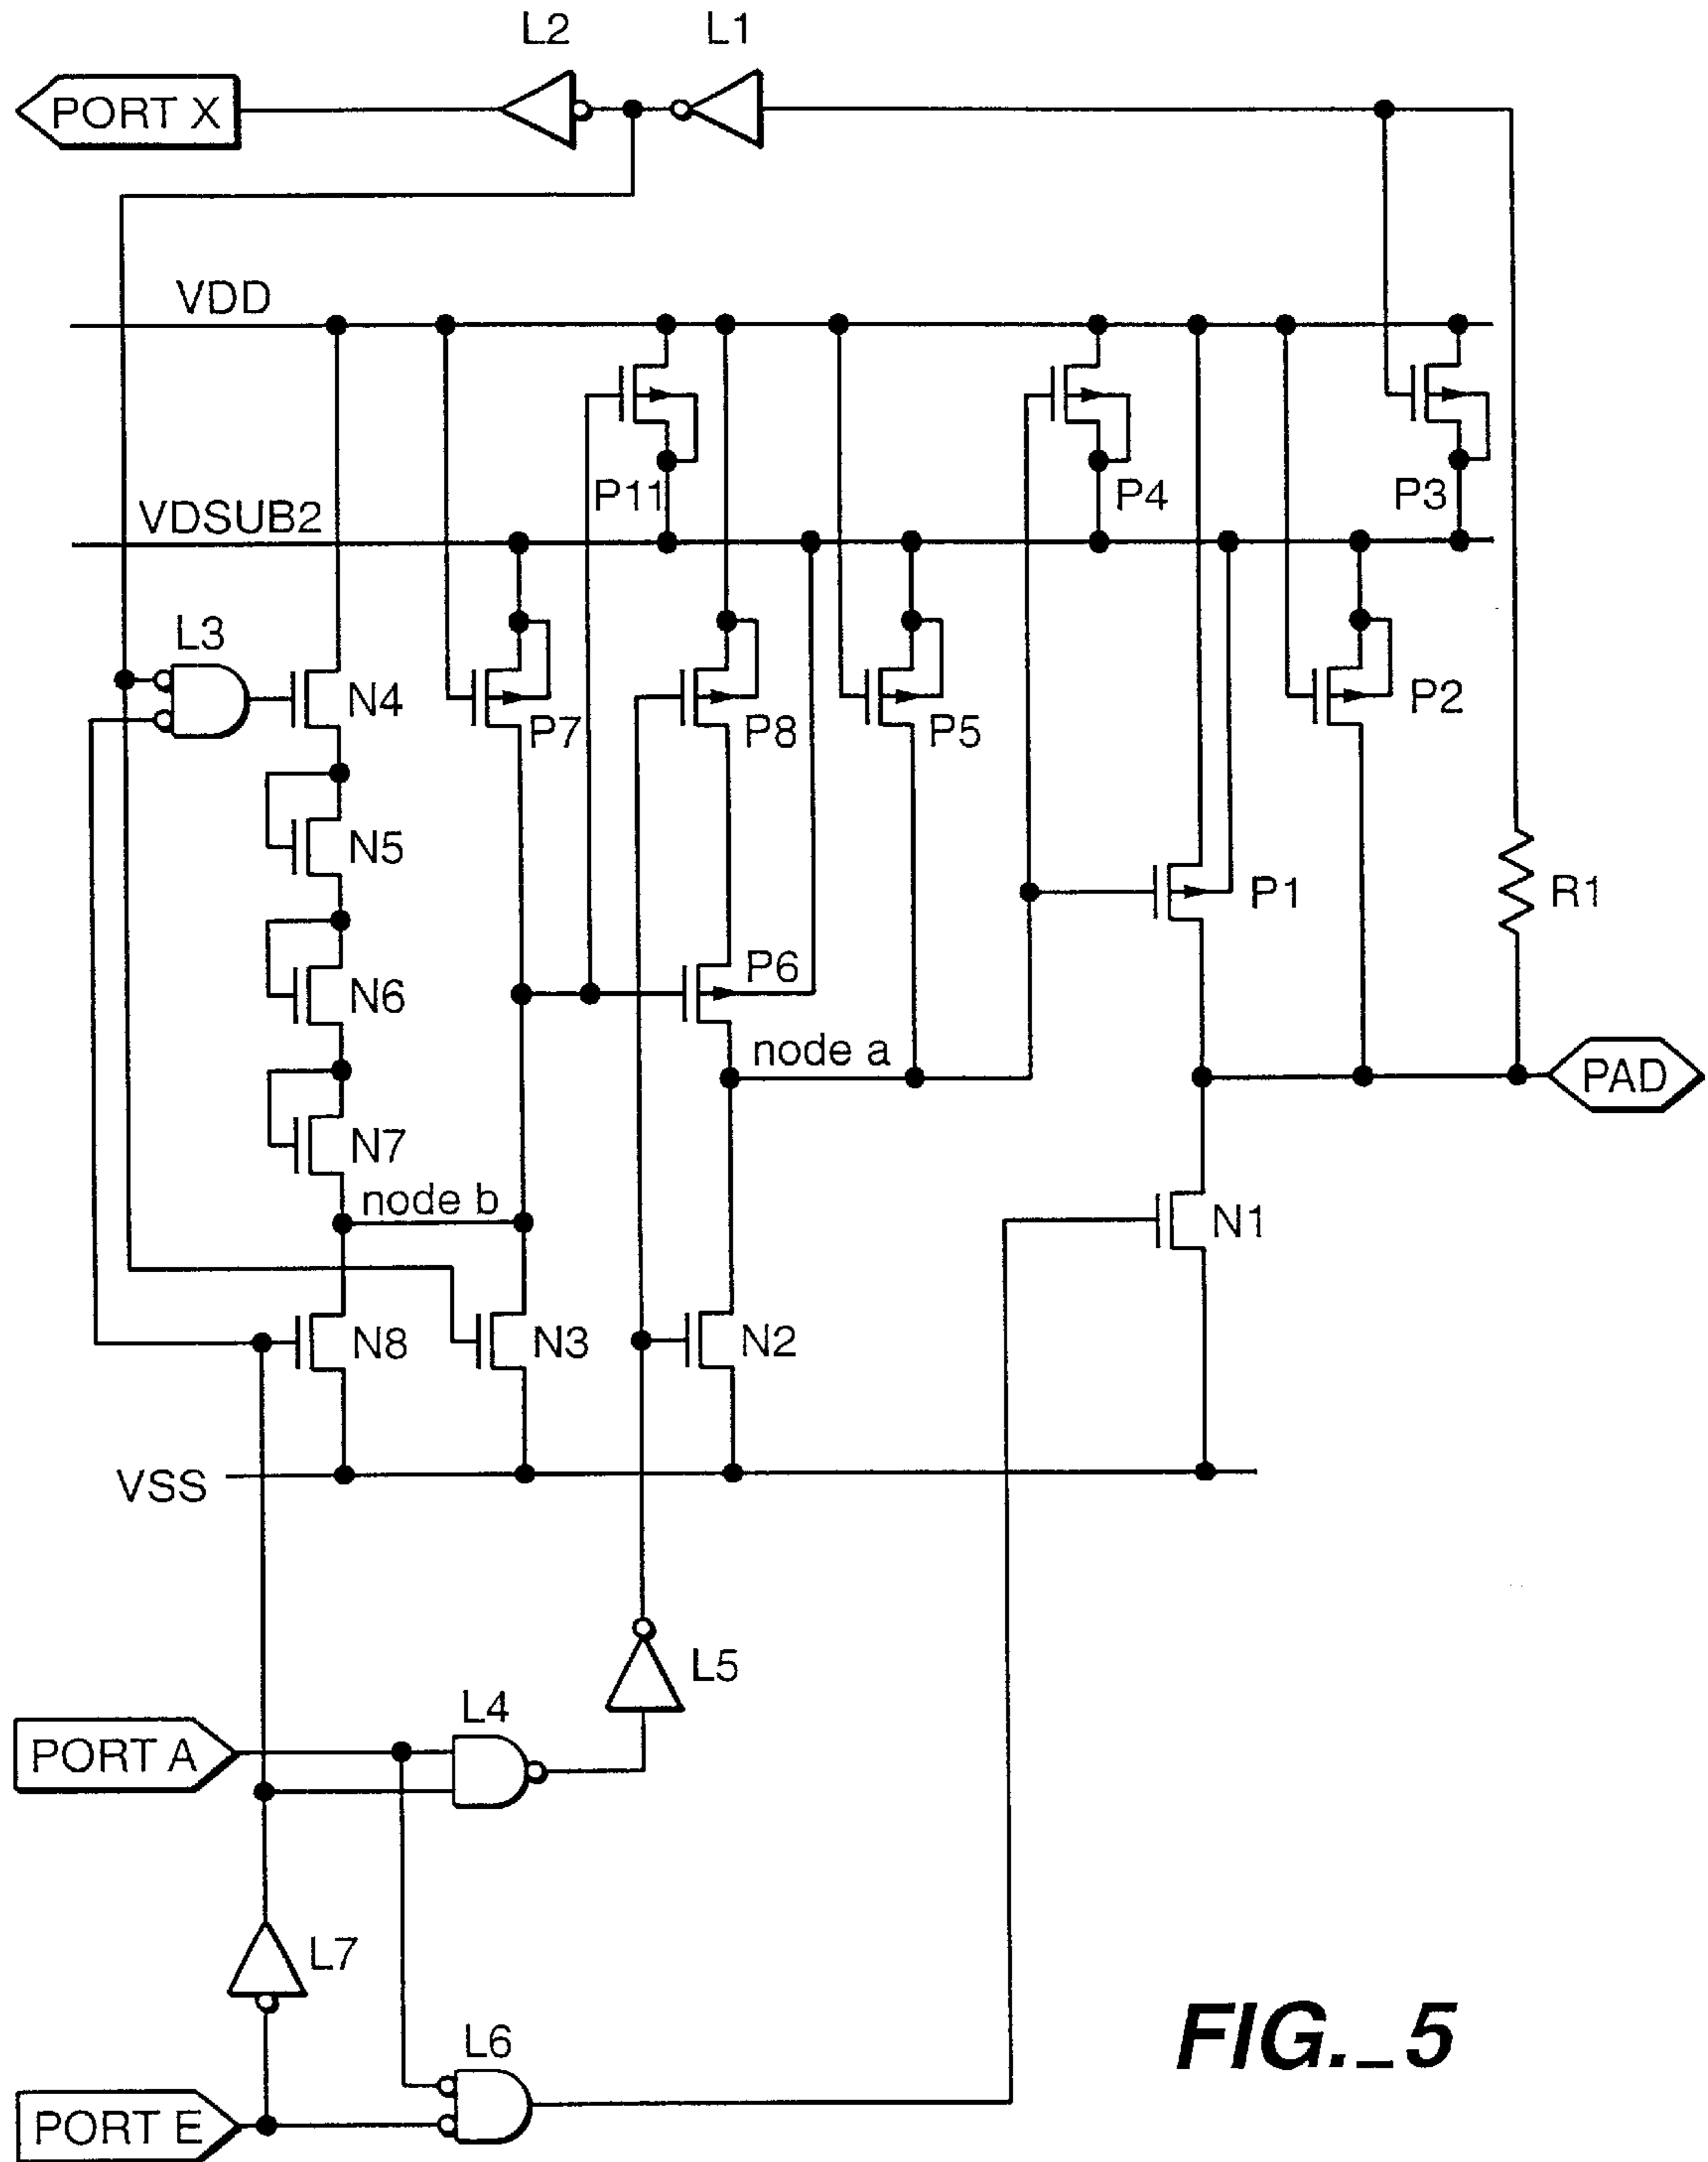 L2
L1
PORT X
VDD
P11
P4
P3
VDSUB2
L3
N4
P7
P8
P5
P2
N5
P1
R1
P6
N6
node a
PAD
N7
node b
N1
N8
N3
N2
VSS
L5
L4
PORT A
L7
L6
PORT E
FIG._5